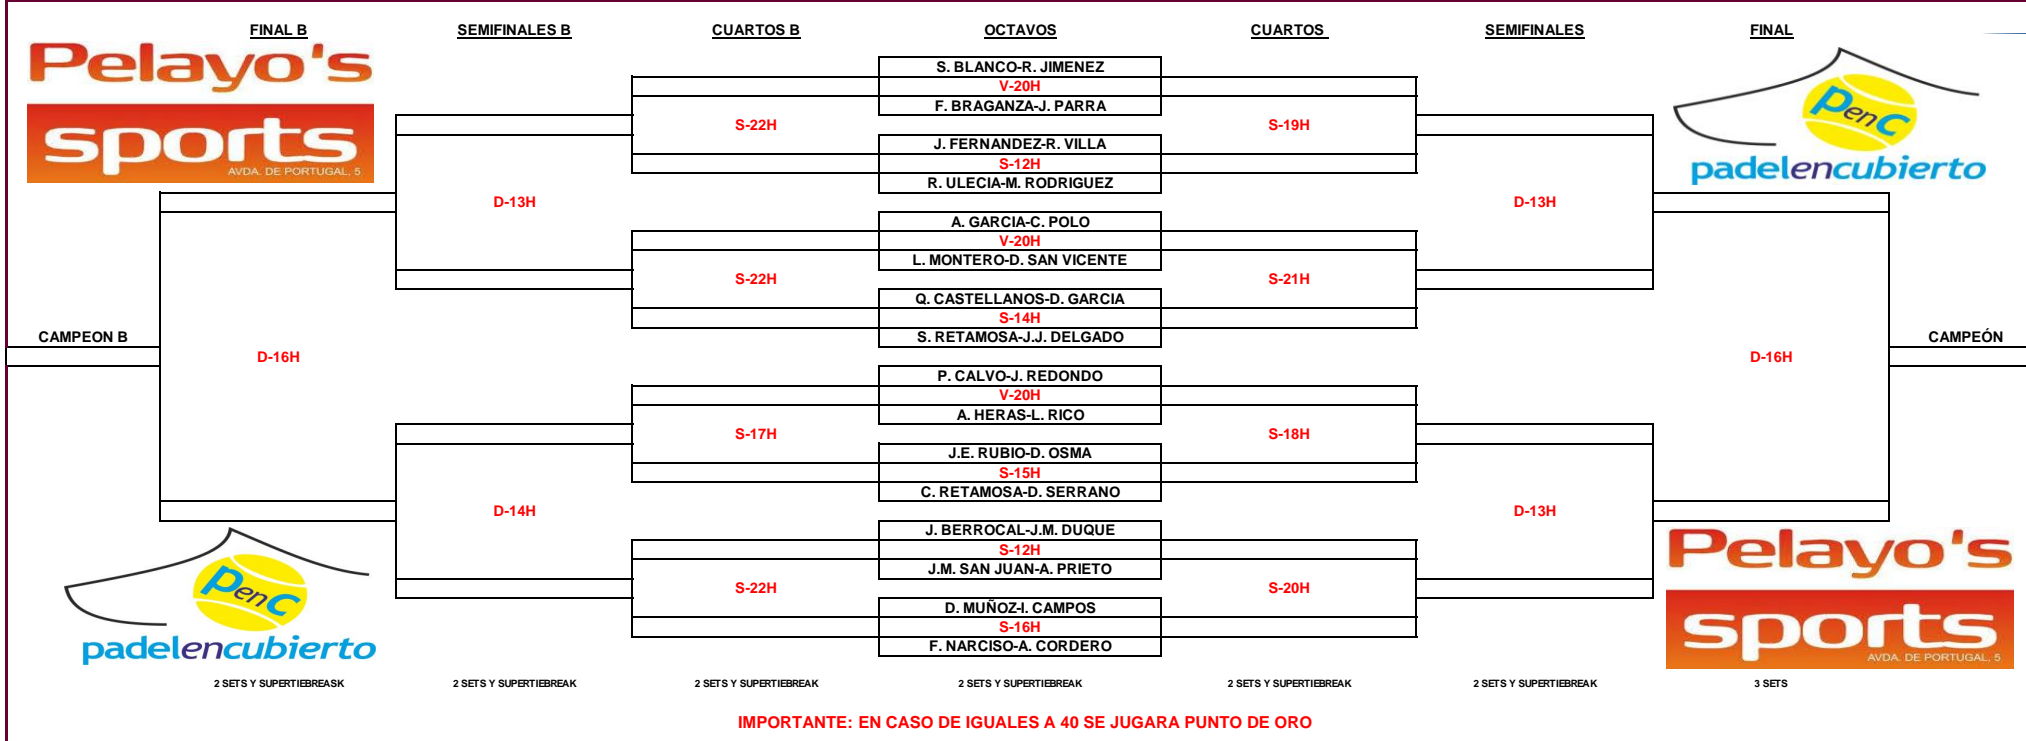 FINAL B SEMIFINALES B CUARTOS B OCTAVOS CUARTOS SEMIFINALES FINAL
Pelayo's
sports
AVDA. DE PORTUGAL, 5
PenC
padelencubierto
S. BLANCO-R. JIMENEZ
V-20H
F. BRAGANZA-J. PARRA
S-22H S-19H
J. FERNANDEZ-R. VILLA
S-12H
R. ULECIA-M. RODRIGUEZ
D-13H D-13H
A. GARCIA-C. POLO
V-20H
L. MONTERO-D. SAN VICENTE
S-22H S-21H
Q. CASTELLANOS-D. GARCIA
S-14H
S. RETAMOSA-J.J. DELGADO
CAMPEON B CAMPEÓN
D-16H D-16H
P. CALVO-J. REDONDO
V-20H
A. HERAS-L. RICO
S-17H S-18H
J.E. RUBIO-D. OSMA
S-15H
C. RETAMOSA-D. SERRANO
D-14H D-13H
J. BERROCAL-J.M. DUQUE
S-12H
J.M. SAN JUAN-A. PRIETO
S-22H S-20H
D. MUÑOZ-I. CAMPOS
S-16H
F. NARCISO-A. CORDERO
PenC
padelencubierto
Pelayo's
sports
AVDA. DE PORTUGAL, 5
2 SETS Y SUPERTIEBREASK 2 SETS Y SUPERTIEBREAK 2 SETS Y SUPERTIEBREAK 2 SETS Y SUPERTIEBREAK 2 SETS Y SUPERTIEBREAK 2 SETS Y SUPERTIEBREAK 3 SETS
IMPORTANTE: EN CASO DE IGUALES A 40 SE JUGARA PUNTO DE ORO